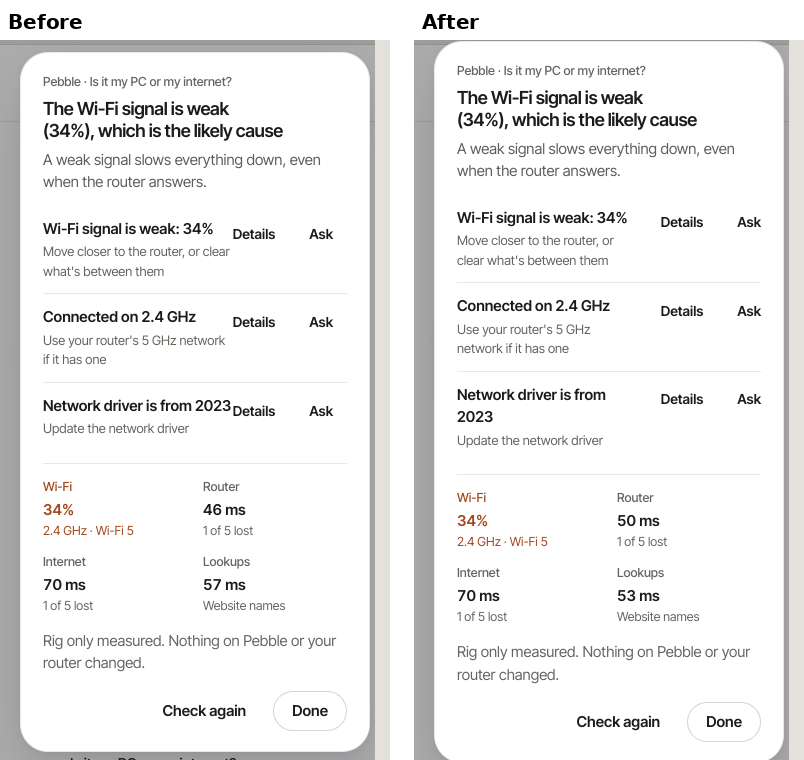 Before
Pebble · Is it my PC or my internet?
The Wi-Fi signal is weak
(34%), which is the likely cause
A weak signal slows everything down, even
when the router answers.
Wi-Fi signal is weak: 34% Details Ask
Move closer to the router, or clear
what's between them
Connected on 2.4 GHz Details Ask
Use your router's 5 GHz network
if it has one
Network driver is from 2023 Details Ask
Update the network driver
Wi-Fi Router
34% 46 ms
2.4 GHz · Wi-Fi 5 1 of 5 lost
Internet Lookups
70 ms 57 ms
1 of 5 lost Website names
Rig only measured. Nothing on Pebble or your
router changed.
Check again Done
After
Pebble · Is it my PC or my internet?
The Wi-Fi signal is weak
(34%), which is the likely cause
A weak signal slows everything down, even
when the router answers.
Wi-Fi signal is weak: 34% Details Ask
Move closer to the router, or
clear what's between them
Connected on 2.4 GHz Details Ask
Use your router's 5 GHz
network if it has one
Network driver is from Details Ask
2023
Update the network driver
Wi-Fi Router
34% 50 ms
2.4 GHz · Wi-Fi 5 1 of 5 lost
Internet Lookups
70 ms 53 ms
1 of 5 lost Website names
Rig only measured. Nothing on Pebble or your
router changed.
Check again Done